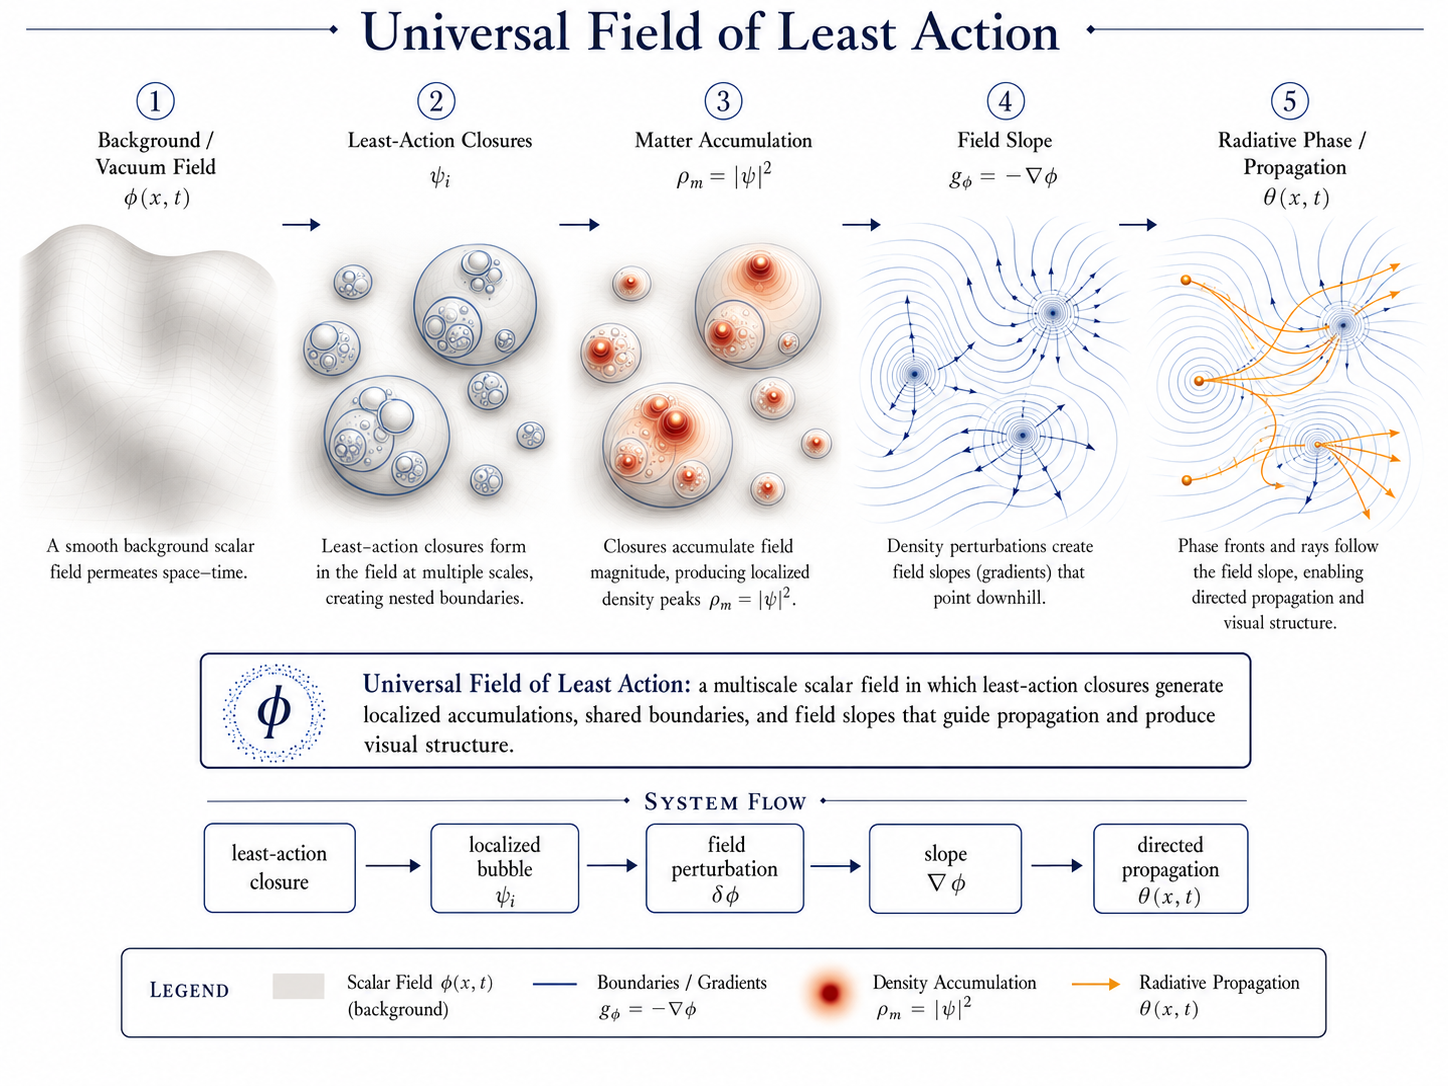 Universal Field of Least Action
1
Background /
Vacuum Field
ϕ(x, t)
2
Least-Action Closures
ψᵢ
3
Matter Accumulation
ρₘ = |ψ|²
4
Field Slope
g_ϕ = −∇ϕ
5
Radiative Phase /
Propagation
θ(x, t)
A smooth background scalar
field permeates space–time.
Least–action closures form
in the field at multiple scales,
creating nested boundaries.
Closures accumulate field
magnitude, producing localized
density peaks ρₘ = |ψ|².
Density perturbations create
field slopes (gradients) that
point downhill.
Phase fronts and rays follow
the field slope, enabling
directed propagation and
visual structure.
ϕ
Universal Field of Least Action: a multiscale scalar field in which least-action closures generate
localized accumulations, shared boundaries, and field slopes that guide propagation and produce
visual structure.
System Flow
least-action
closure
localized
bubble
ψᵢ
field
perturbation
δϕ
slope
∇ϕ
directed
propagation
θ(x, t)
Legend
Scalar Field ϕ(x, t)
(background)
Boundaries / Gradients
g_ϕ = −∇ϕ
Density Accumulation
ρₘ = |ψ|²
Radiative Propagation
θ(x, t)